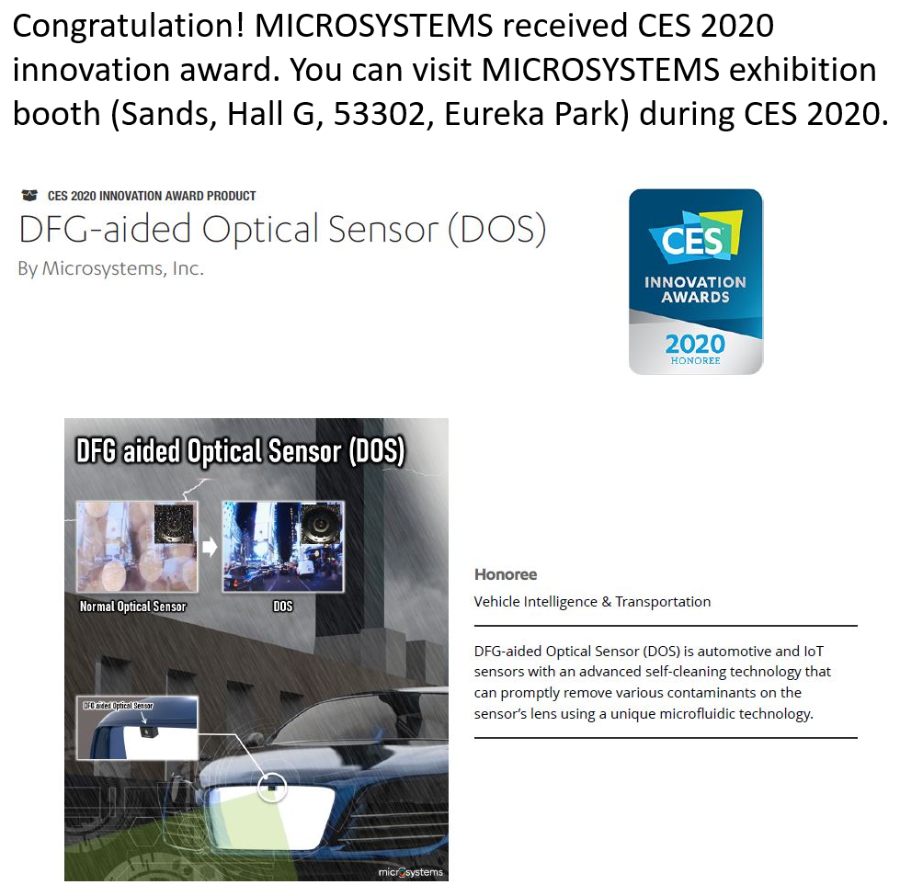 Congratulation! MICROSYSTEMS received CES 2020
innovation award. You can visit MICROSYSTEMS exhibition
booth (Sands, Hall G, 53302, Eureka Park) during CES 2020.
CES 2020 INNOVATION AWARD PRODUCT
DFG-aided Optical Sensor (DOS)
By Microsystems, Inc.
CES
INNOVATION
AWARDS
2020
HONOREE
DFG aided Optical Sensor (DOS)
Normal Optical Sensor
DOS
DFG aided Optical Sensor
microsystems
Honoree
Vehicle Intelligence & Transportation
DFG-aided Optical Sensor (DOS) is automotive and IoT
sensors with an advanced self-cleaning technology that
can promptly remove various contaminants on the
sensor's lens using a unique microfluidic technology.